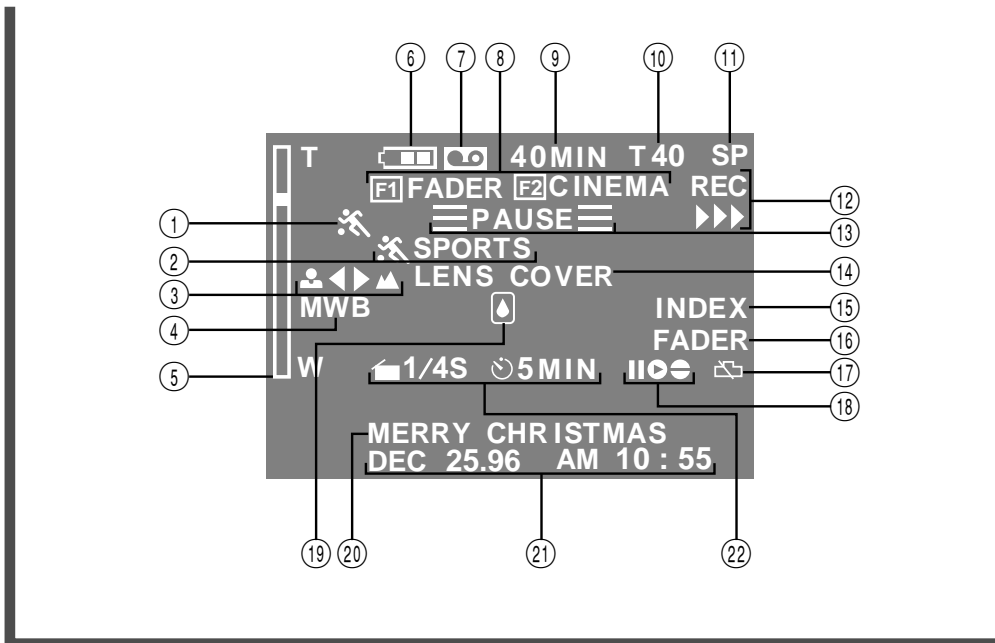 6 7 8 9 10 11
T 40MIN T40 SP
F1 FADER F2 CINEMA REC
PAUSE
12
1
13
SPORTS
2
LENS COVER
14
3
MWB
INDEX
15
4
FADER
16
W 1/4S 5MIN
5
17
18
MERRY CHRISTMAS
DEC 25.96 AM 10 : 55
19 20 21 22